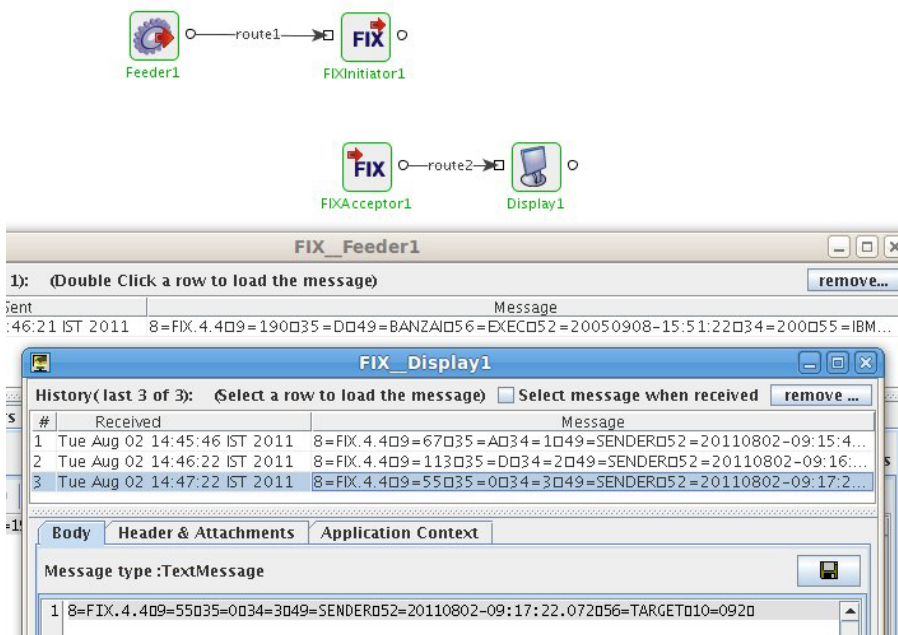 route1
FIX
Feeder1
FIXInitiator1
FIX
route2
FIXAcceptor1
Display1
FIX__Feeder1
1): (Double Click a row to load the message)
remove...
Sent
Message
:46:21 IST 2011 8=FIX.4.4□9=190□35=D□49=BANZAI□56=EXEC□52=20050908-15:51:22□34=200□55=IBM...
FIX__Display1
History( last 3 of 3): (Select a row to load the message) Select message when received remove ...
# Received Message
1 Tue Aug 02 14:45:46 IST 2011 8=FIX.4.4□9=67□35=A□34=1□49=SENDER□52=20110802-09:15:4...
2 Tue Aug 02 14:46:22 IST 2011 8=FIX.4.4□9=113□35=D□34=2□49=SENDER□52=20110802-09:16:...
3 Tue Aug 02 14:47:22 IST 2011 8=FIX.4.4□9=55□35=0□34=3□49=SENDER□52=20110802-09:17:2...
Body Header & Attachments Application Context
Message type :TextMessage
1 8=FIX.4.4□9=55□35=0□34=3□49=SENDER□52=20110802-09:17:22.072□56=TARGET□10=092□